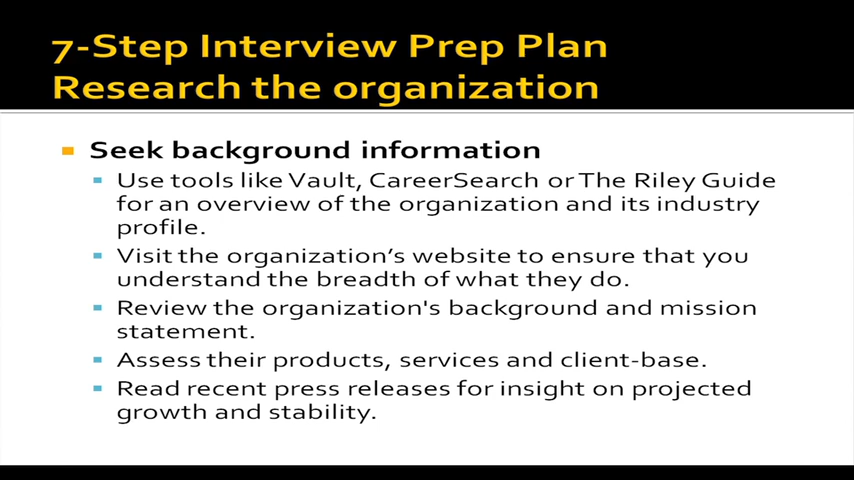 7-Step Interview Prep Plan
Research the organization
Seek background information
Use tools like Vault, CareerSearch or The Riley Guide
for an overview of the organization and its industry
profile.
Visit the organization’s website to ensure that you
understand the breadth of what they do.
Review the organization's background and mission
statement.
Assess their products, services and client-base.
Read recent press releases for insight on projected
growth and stability.